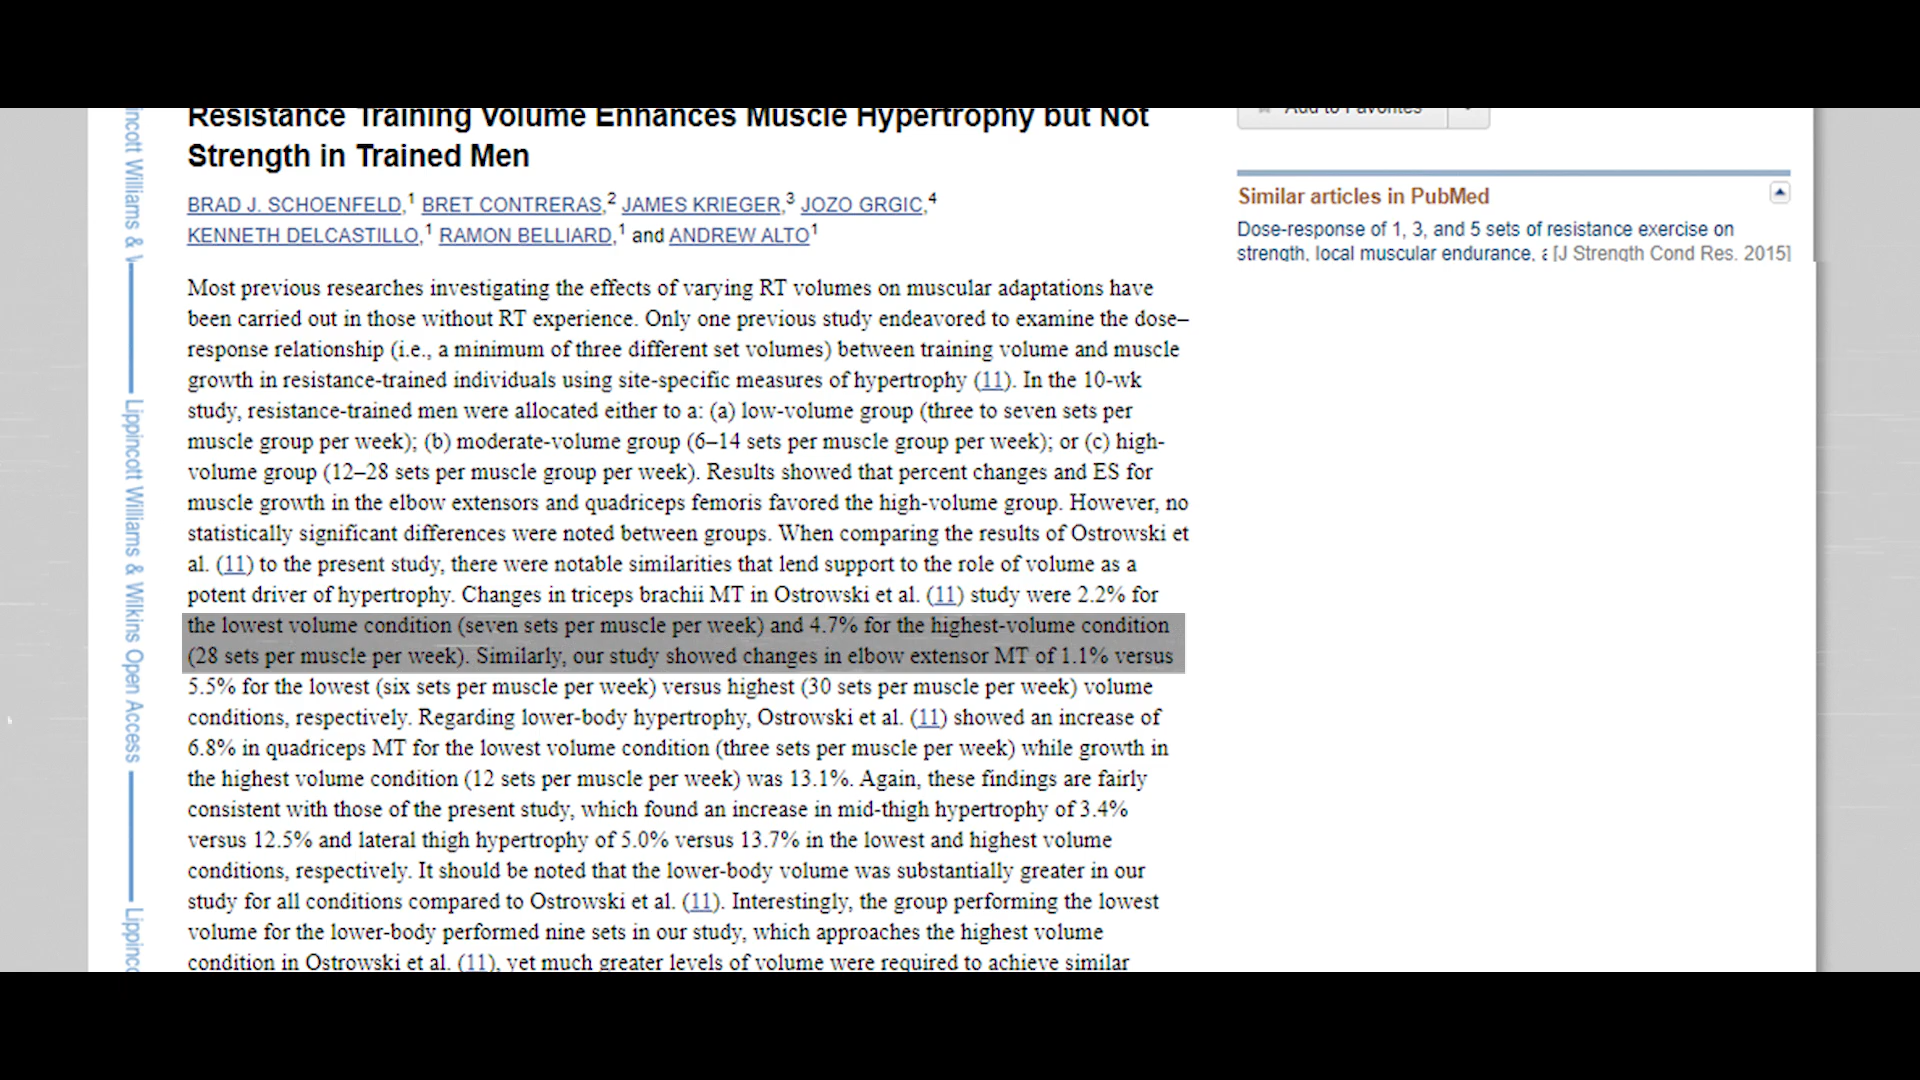 Resistance Training Volume Enhances Muscle Hypertrophy but Not
Strength in Trained Men
BRAD J. SCHOENFELD,1 BRET CONTRERAS,2 JAMES KRIEGER,3 JOZO GRGIC,4
KENNETH DELCASTILLO,1 RAMON BELLIARD,1 and ANDREW ALTO1
Most previous researches investigating the effects of varying RT volumes on muscular adaptations have
been carried out in those without RT experience. Only one previous study endeavored to examine the dose–
response relationship (i.e., a minimum of three different set volumes) between training volume and muscle
growth in resistance-trained individuals using site-specific measures of hypertrophy (11). In the 10-wk
study, resistance-trained men were allocated either to a: (a) low-volume group (three to seven sets per
muscle group per week); (b) moderate-volume group (6–14 sets per muscle group per week); or (c) high-
volume group (12–28 sets per muscle group per week). Results showed that percent changes and ES for
muscle growth in the elbow extensors and quadriceps femoris favored the high-volume group. However, no
statistically significant differences were noted between groups. When comparing the results of Ostrowski et
al. (11) to the present study, there were notable similarities that lend support to the role of volume as a
potent driver of hypertrophy. Changes in triceps brachii MT in Ostrowski et al. (11) study were 2.2% for
the lowest volume condition (seven sets per muscle per week) and 4.7% for the highest-volume condition
(28 sets per muscle per week). Similarly, our study showed changes in elbow extensor MT of 1.1% versus
5.5% for the lowest (six sets per muscle per week) versus highest (30 sets per muscle per week) volume
conditions, respectively. Regarding lower-body hypertrophy, Ostrowski et al. (11) showed an increase of
6.8% in quadriceps MT for the lowest volume condition (three sets per muscle per week) while growth in
the highest volume condition (12 sets per muscle per week) was 13.1%. Again, these findings are fairly
consistent with those of the present study, which found an increase in mid-thigh hypertrophy of 3.4%
versus 12.5% and lateral thigh hypertrophy of 5.0% versus 13.7% in the lowest and highest volume
conditions, respectively. It should be noted that the lower-body volume was substantially greater in our
study for all conditions compared to Ostrowski et al. (11). Interestingly, the group performing the lowest
volume for the lower-body performed nine sets in our study, which approaches the highest volume
condition in Ostrowski et al. (11), yet much greater levels of volume were required to achieve similar
Add to Favorites
Similar articles in PubMed
Dose-response of 1, 3, and 5 sets of resistance exercise on
strength, local muscular endurance, a [J Strength Cond Res. 2015]
ncott Williams &
Lippincott Williams & Wilkins Open Access
Lippinc